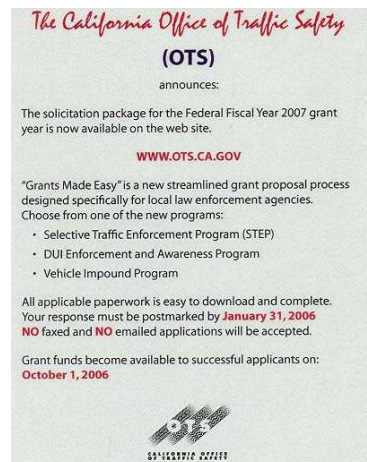 The California Office of Traffic Safety
(OTS)
announces:
The solicitation package for the Federal Fiscal Year 2007 grant
year is now available on the web site.
WWW.OTS.CA.GOV
"Grants Made Easy" is a new streamlined grant proposal process
designed specifically for local law enforcement agencies.
Choose from one of the new programs:
• Selective Traffic Enforcement Program (STEP)
• DUI Enforcement and Awareness Program
• Vehicle Impound Program
All applicable paperwork is easy to download and complete.
Your response must be postmarked by January 31, 2006
NO faxed and NO emailed applications will be accepted.
Grant funds become available to successful applicants on:
October 1, 2006
OTS
CALIFORNIA OFFICE
OF TRAFFIC SAFETY